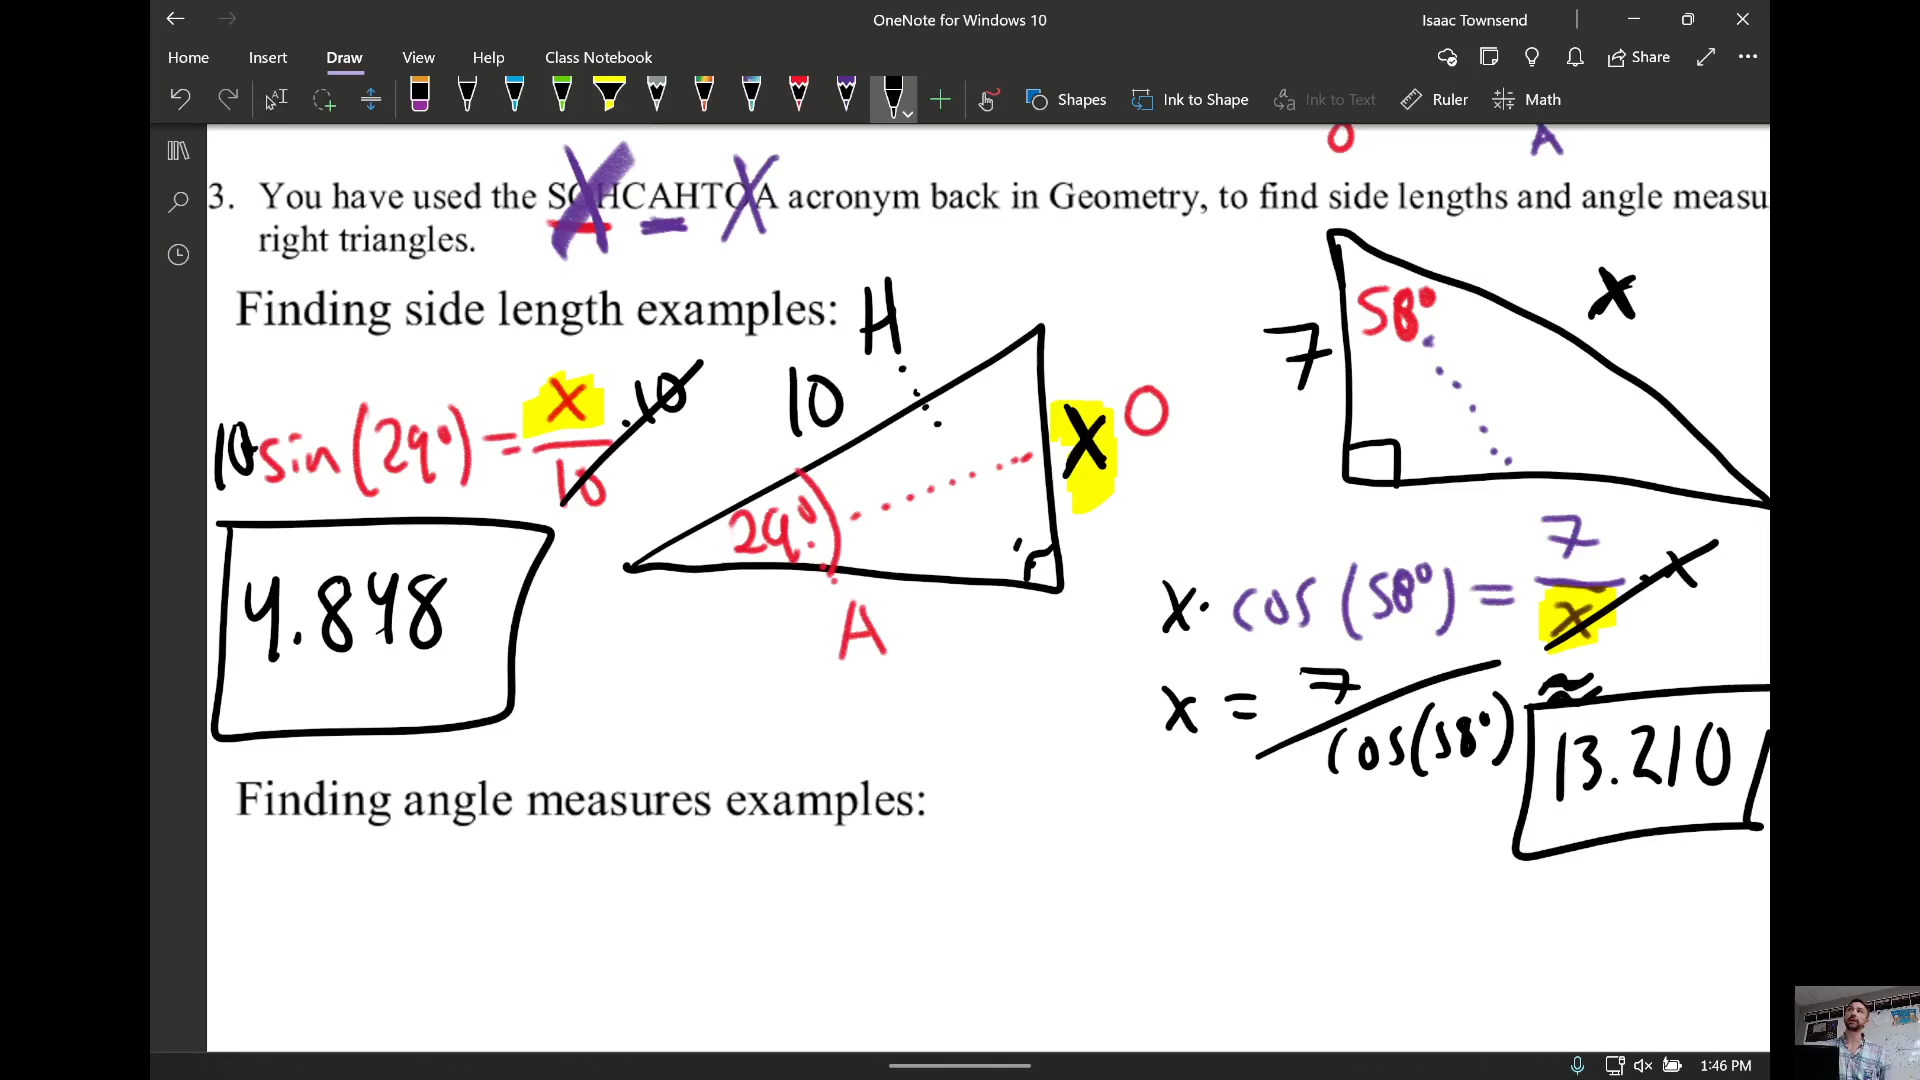 OneNote for Windows 10
Isaac Townsend
Home Insert Draw View Help Class Notebook
Share
Shapes Ink to Shape Ink to Text Ruler Math
O A
3. You have used the SOHCAHTOA acronym back in Geometry, to find side lengths and angle measu
right triangles.
Finding side length examples:
H
10
x
O
29°
A
10·sin(29°) = x/10 ·10
4.848
58°
7
x
x· cos(58°) = 7/x ·x
x = 7/cos(58°) ≈ 13.210
Finding angle measures examples:
1:46 PM